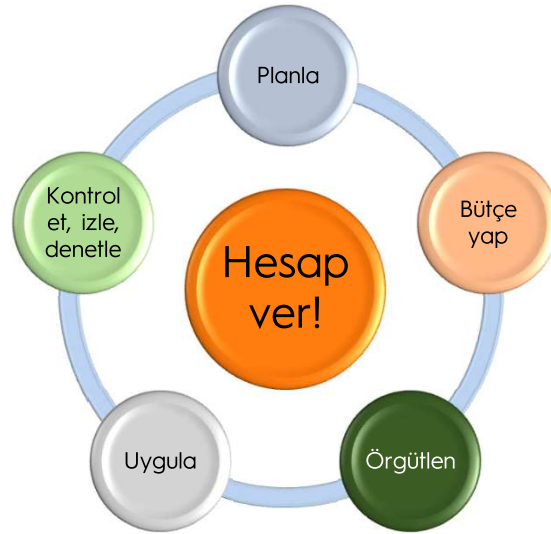 Planla
Bütçe
yap
Örgütlen
Uygula
Kontrol
et, izle,
denetle
Hesap
ver!